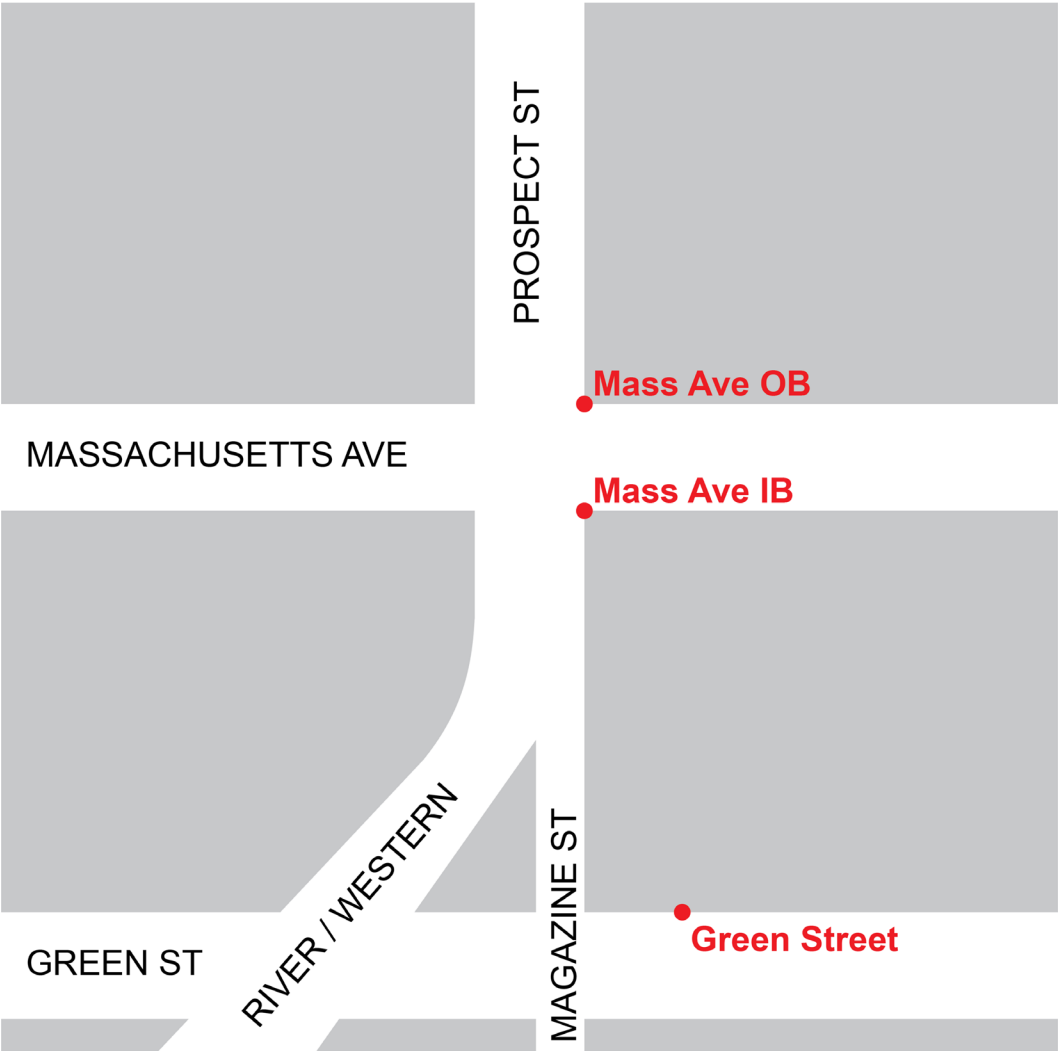 PROSPECT ST
Mass Ave OB
MASSACHUSETTS AVE
Mass Ave IB
RIVER / WESTERN
MAGAZINE ST
Green Street
GREEN ST